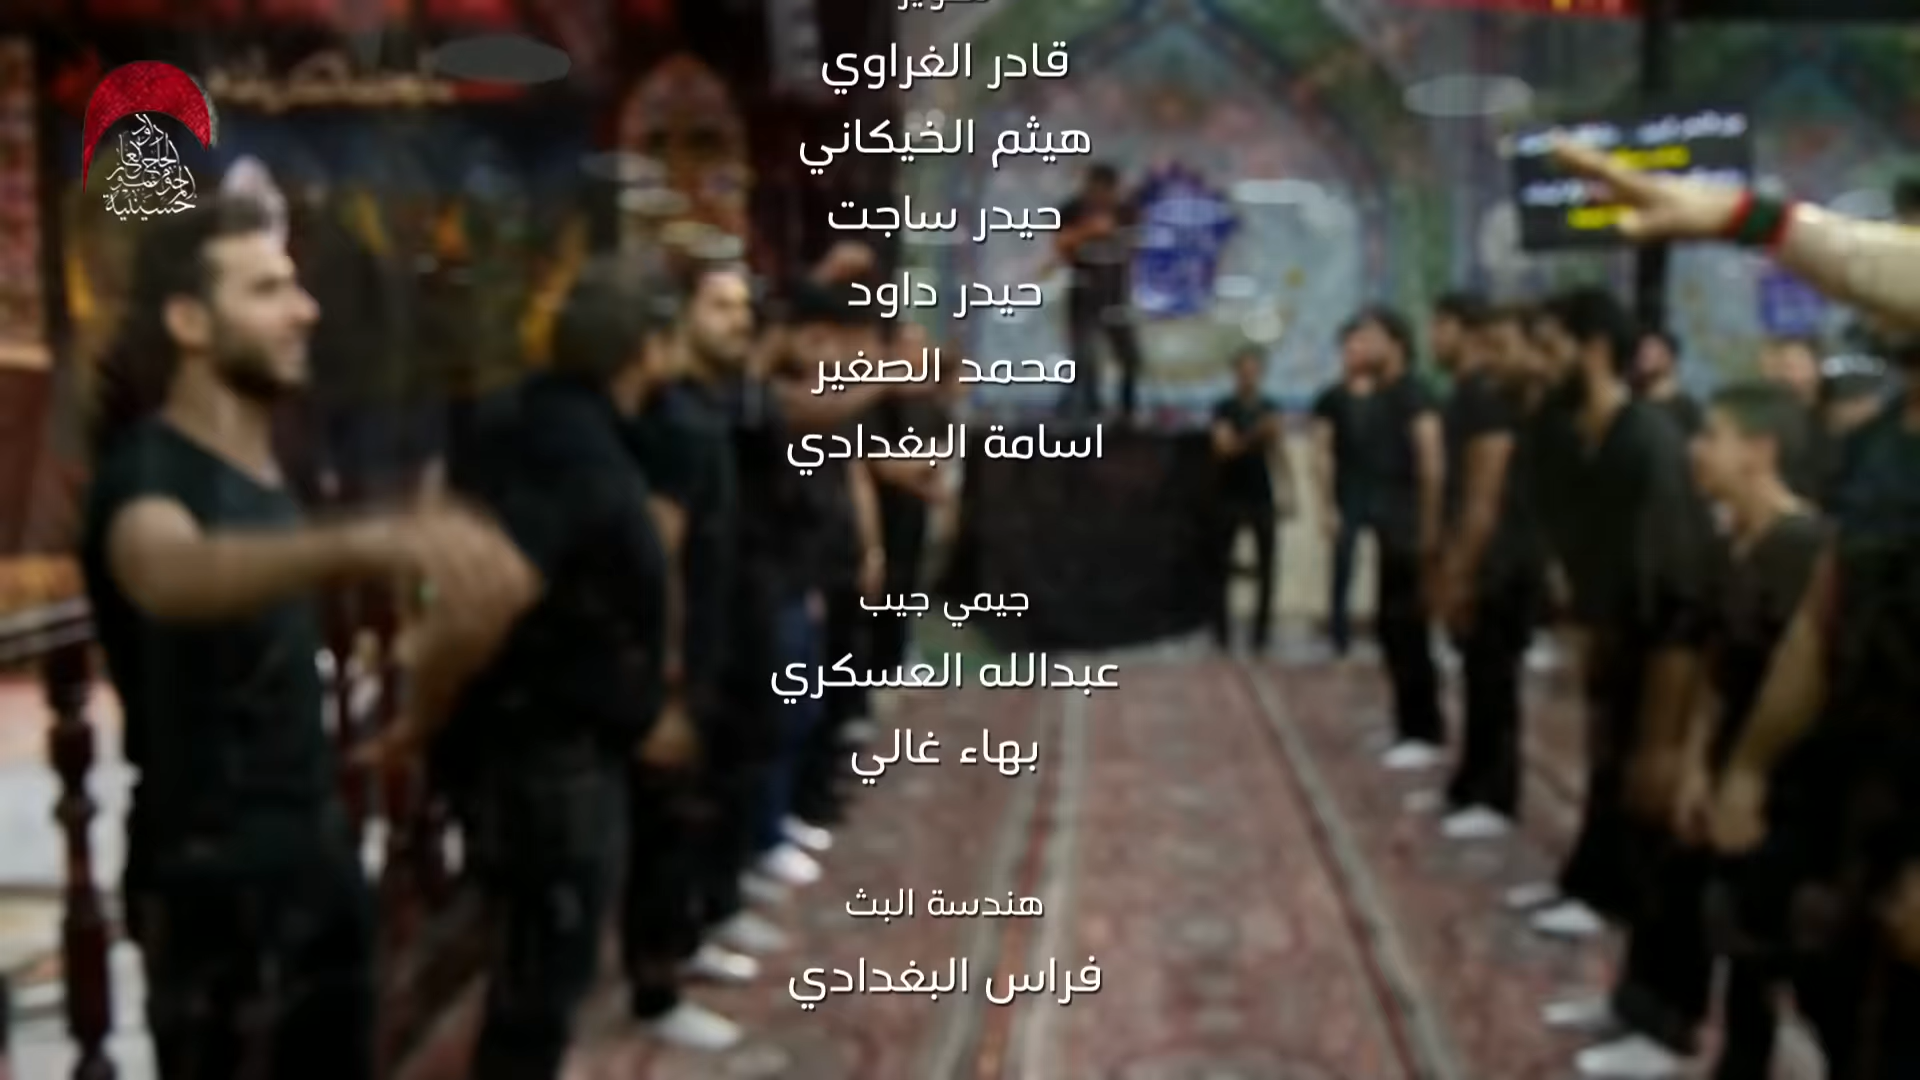 تصوير
قادر الغراوي
هيثم الخيكاني
حيدر ساجت
حيدر داود
محمد الصغير
اسامة البغدادي
جيمي جيب
عبدالله العسكري
بهاء غالي
هندسة البث
فراس البغدادي